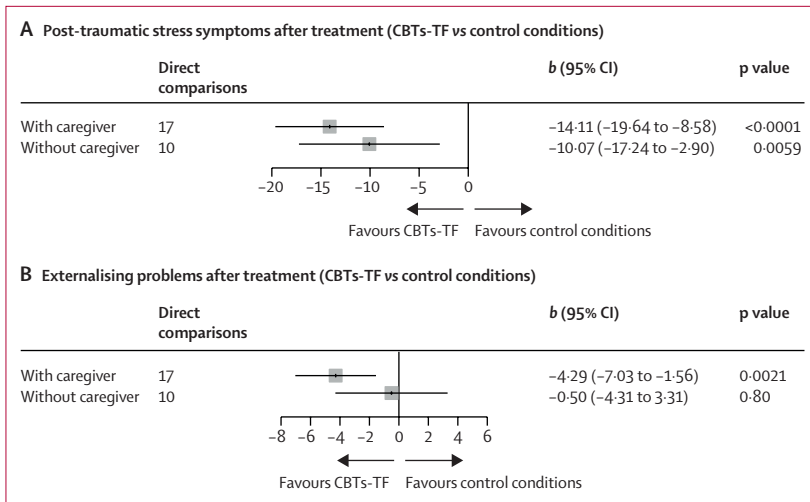 A Post-traumatic stress symptoms after treatment (CBTs-TF vs control conditions)
Direct comparisons b (95% CI) p value
With caregiver 17 −14·11 (−19·64 to −8·58) <0·0001
Without caregiver 10 −10·07 (−17·24 to −2·90) 0·0059
−20 −15 −10 −5 0
Favours CBTs-TF Favours control conditions
B Externalising problems after treatment (CBTs-TF vs control conditions)
Direct comparisons b (95% CI) p value
With caregiver 17 −4·29 (−7·03 to −1·56) 0·0021
Without caregiver 10 −0·50 (−4·31 to 3·31) 0·80
−8 −6 −4 −2 0 2 4 6
Favours CBTs-TF Favours control conditions